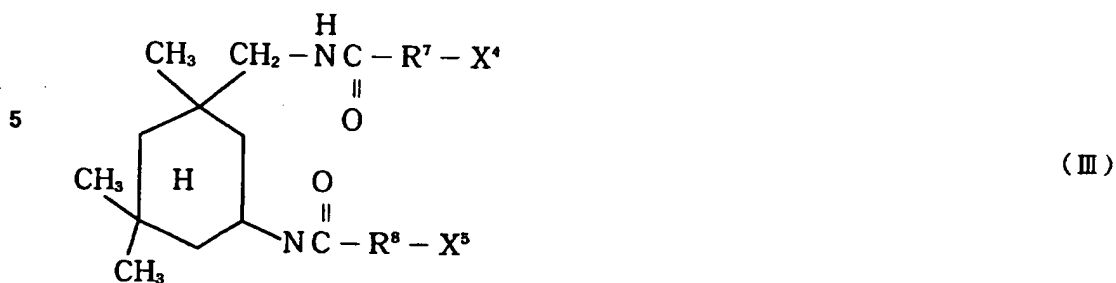 H
CH₃ CH₂ – N C – R⁷ – X⁴
||
5 O
(III)
CH₃ H O
||
N C – R⁸ – X⁵
CH₃